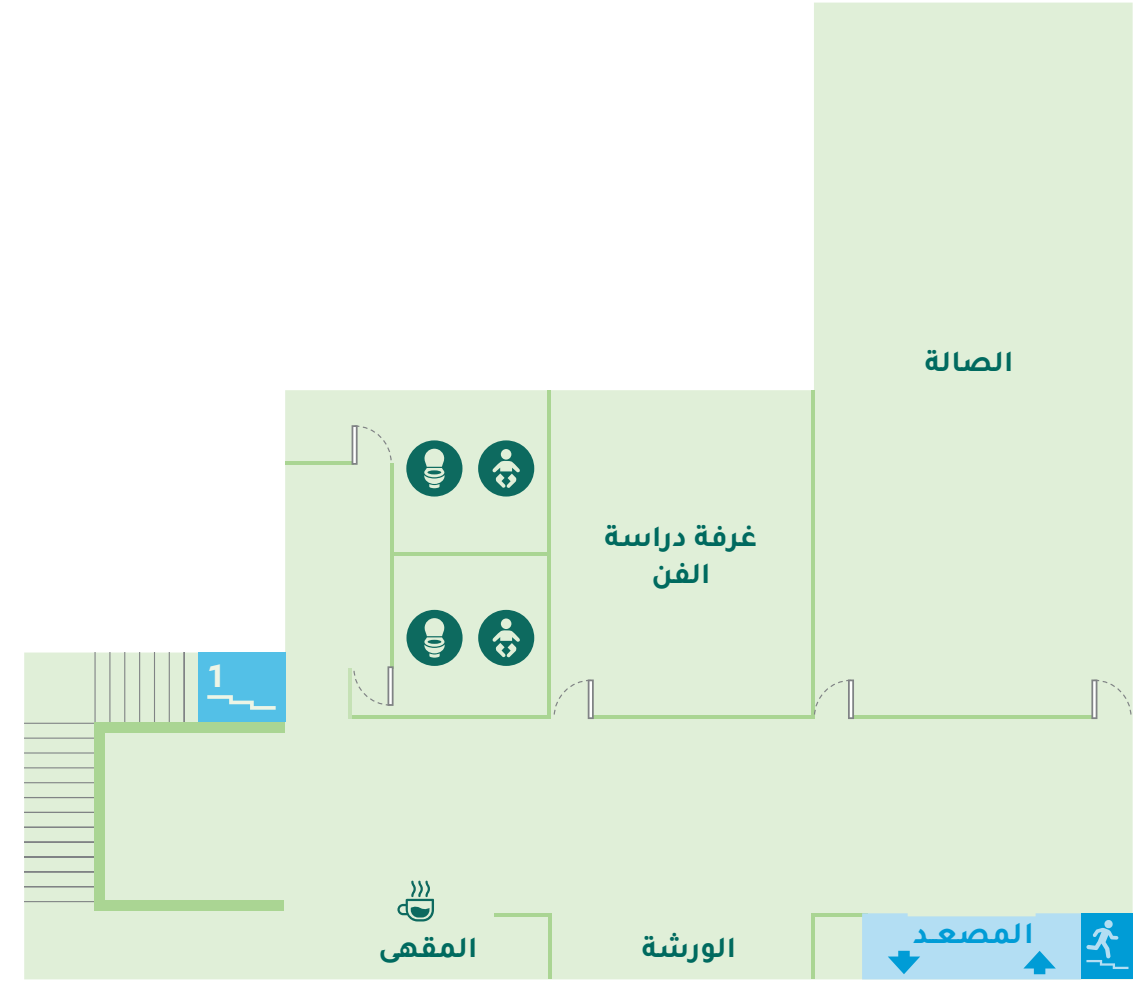 الصالة
غرفة دراسة
الفن
1
المقهى
الورشة
المصعد